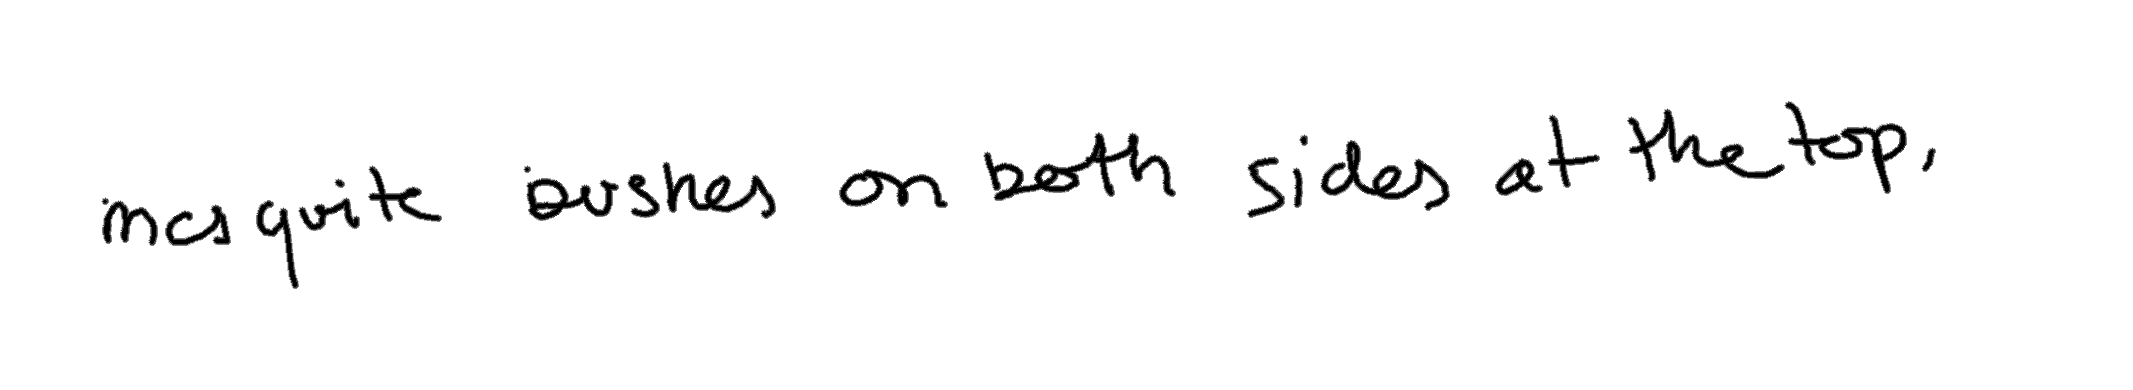 mesquite bushes on both sides at the top,